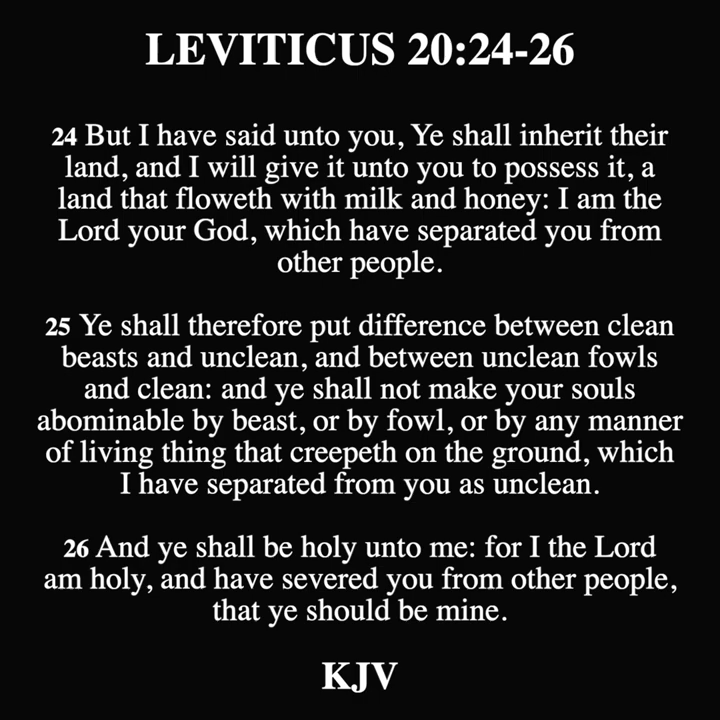 LEVITICUS 20:24-26
24 But I have said unto you, Ye shall inherit their
land, and I will give it unto you to possess it, a
land that floweth with milk and honey: I am the
Lord your God, which have separated you from
other people.
25 Ye shall therefore put difference between clean
beasts and unclean, and between unclean fowls
and clean: and ye shall not make your souls
abominable by beast, or by fowl, or by any manner
of living thing that creepeth on the ground, which
I have separated from you as unclean.
26 And ye shall be holy unto me: for I the Lord
am holy, and have severed you from other people,
that ye should be mine.
KJV